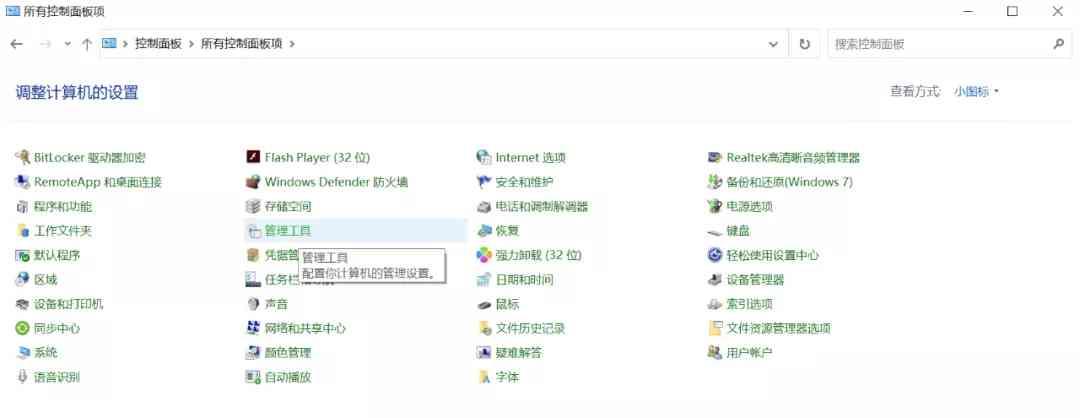 所有控制面板项
控制面板 所有控制面板项
搜索控制面板
调整计算机的设置
查看方式: 小图标
BitLocker 驱动器加密
Flash Player (32 位)
Internet 选项
Realtek高清晰音频管理器
RemoteApp 和桌面连接
Windows Defender 防火墙
安全和维护
备份和还原(Windows 7)
程序和功能
存储空间
电话和调制解调器
电源选项
工作文件夹
管理工具
恢复
键盘
默认程序
凭据管
管理工具
配置你计算机的管理设置。
强力卸载 (32 位)
轻松使用设置中心
区域
任务栏
日期和时间
设备管理器
设备和打印机
声音
鼠标
索引选项
同步中心
网络和共享中心
文件历史记录
文件资源管理器选项
系统
颜色管理
疑难解答
用户帐户
语音识别
自动播放
字体